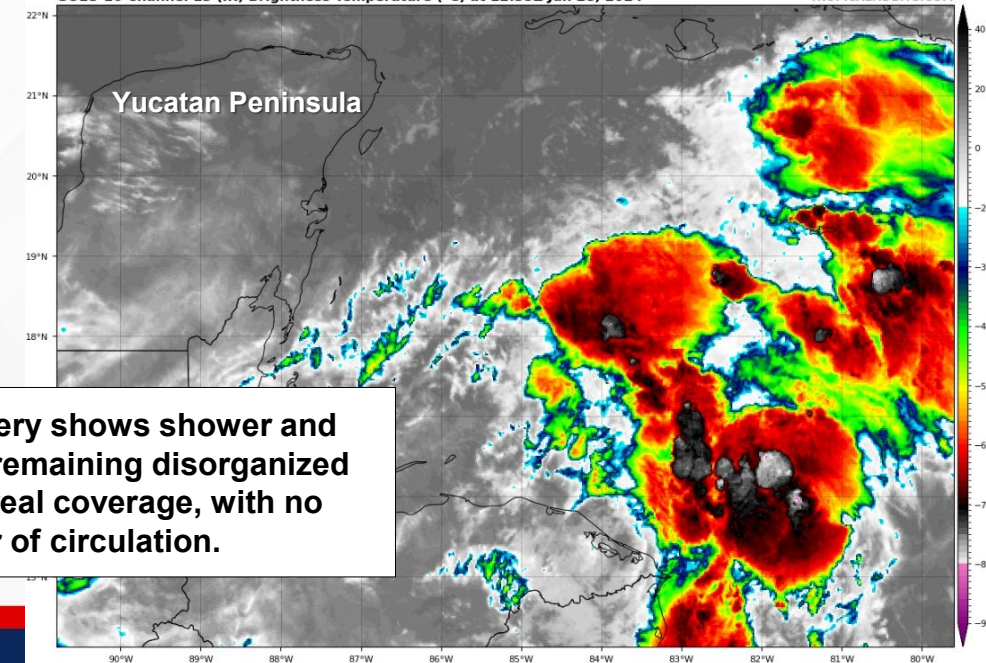 22°N
21°N
Yucatan Peninsula
20°N
19°N
18°N
ery shows shower and
remaining disorganized
real coverage, with no
r of circulation.
90°W 89°W 88°W 87°W 86°W 85°W 84°W 83°W 82°W 81°W 80°W
40
20
0
-2
-3
-4
-5
-6
-7
-8
-9